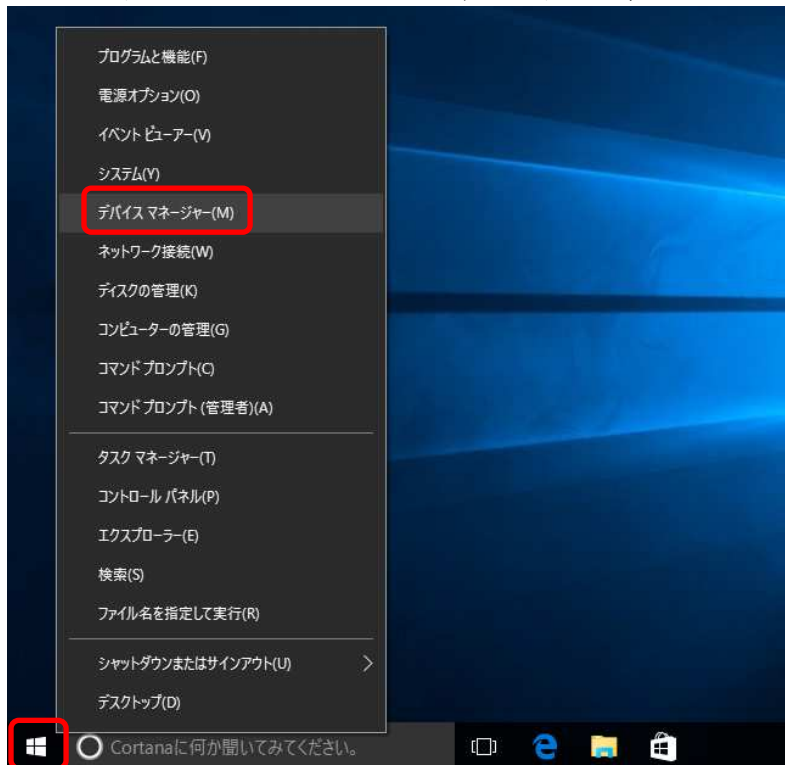 プログラムと機能(F)
電源オプション(O)
イベント ビューアー(V)
システム(Y)
デバイス マネージャー(M)
ネットワーク接続(W)
ディスクの管理(K)
コンピューターの管理(G)
コマンド プロンプト(C)
コマンド プロンプト (管理者)(A)
タスク マネージャー(T)
コントロール パネル(P)
エクスプローラー(E)
検索(S)
ファイル名を指定して実行(R)
シャットダウンまたはサインアウト(U)
デスクトップ(D)
Cortanaに何か聞いてみてください。